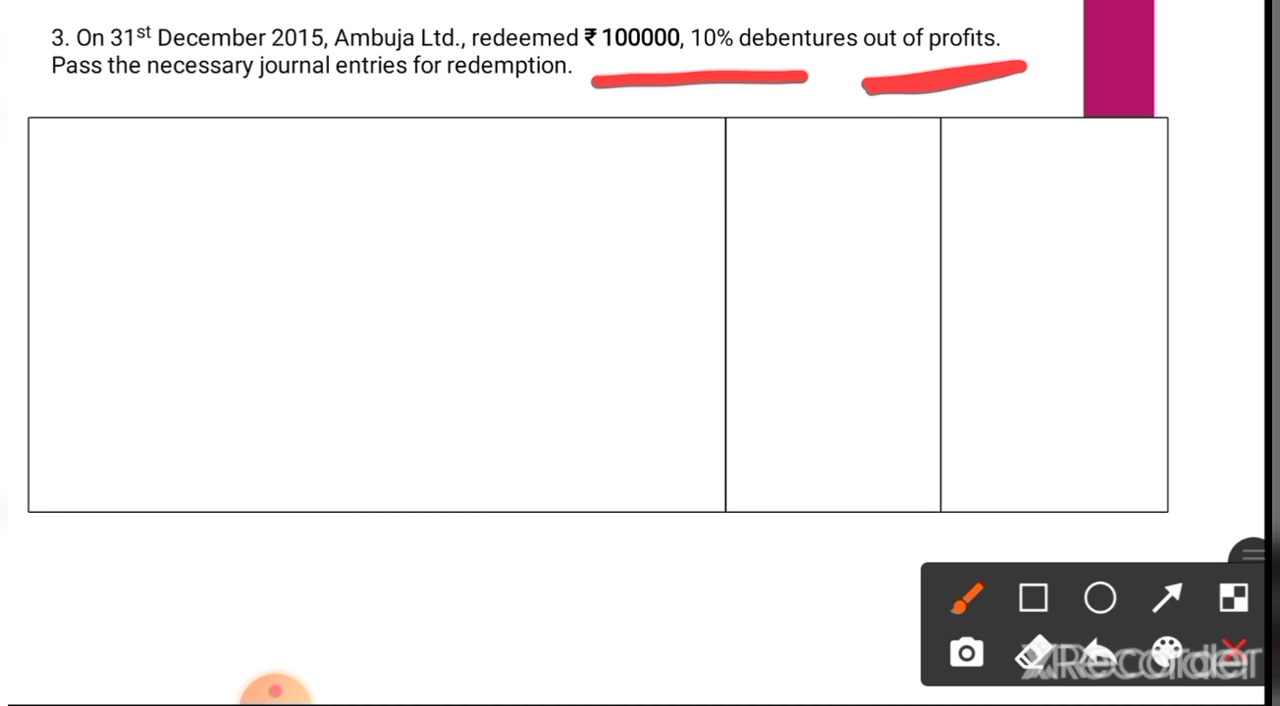 3. On 31st December 2015, Ambuja Ltd., redeemed ₹ 100000, 10% debentures out of profits.
Pass the necessary journal entries for redemption.
XRecorder